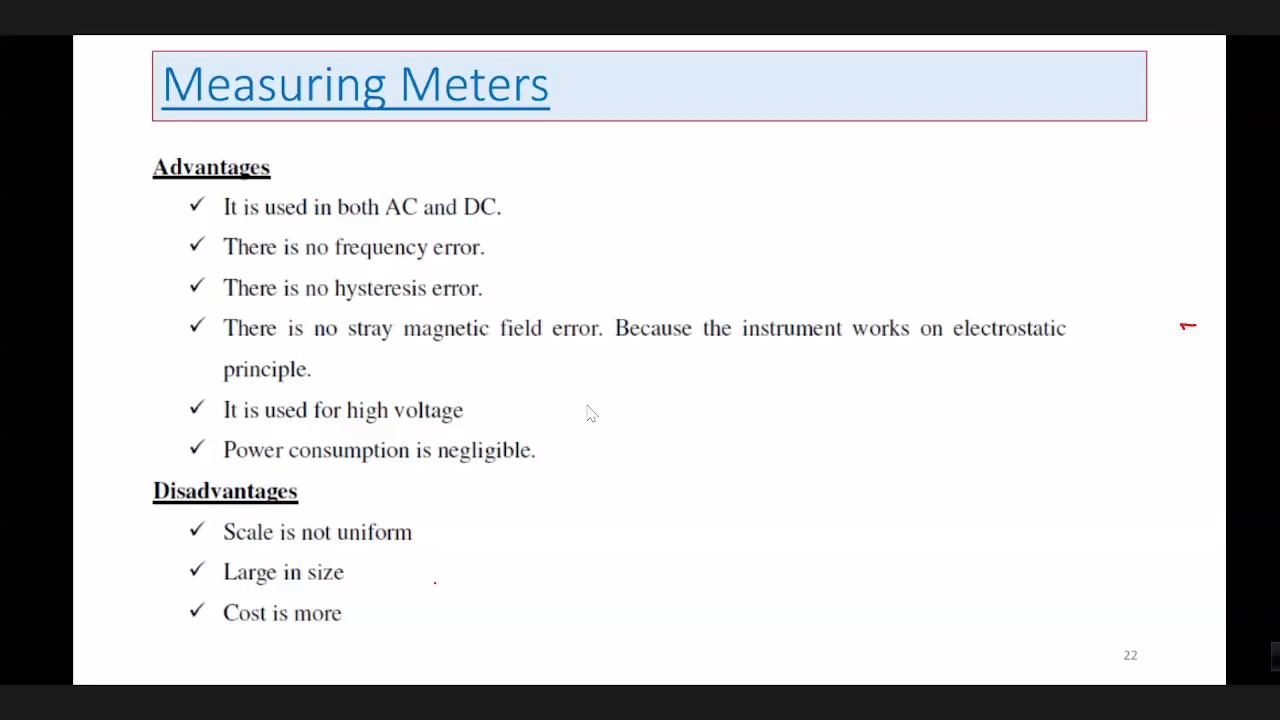 Measuring Meters
Advantages
✓ It is used in both AC and DC.
✓ There is no frequency error.
✓ There is no hysteresis error.
✓ There is no stray magnetic field error. Because the instrument works on electrostatic
principle.
✓ It is used for high voltage
✓ Power consumption is negligible.
Disadvantages
✓ Scale is not uniform
✓ Large in size
✓ Cost is more
22